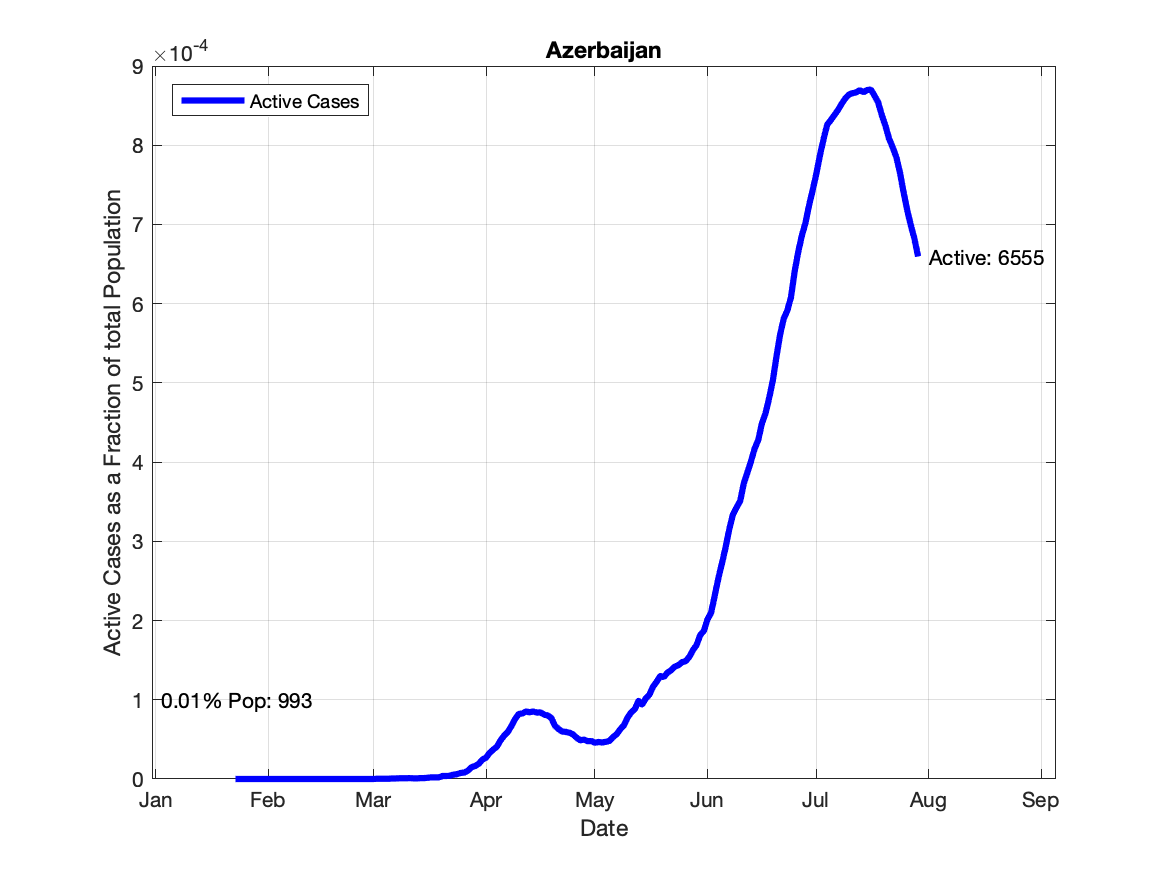 Azerbaijan
×10-4
Active Cases
9
8
7
6
5
4
3
2
1
0
Active Cases as a Fraction of total Population
Active: 6555
0.01% Pop: 993
Jan Feb Mar Apr May Jun Jul Aug Sep
Date